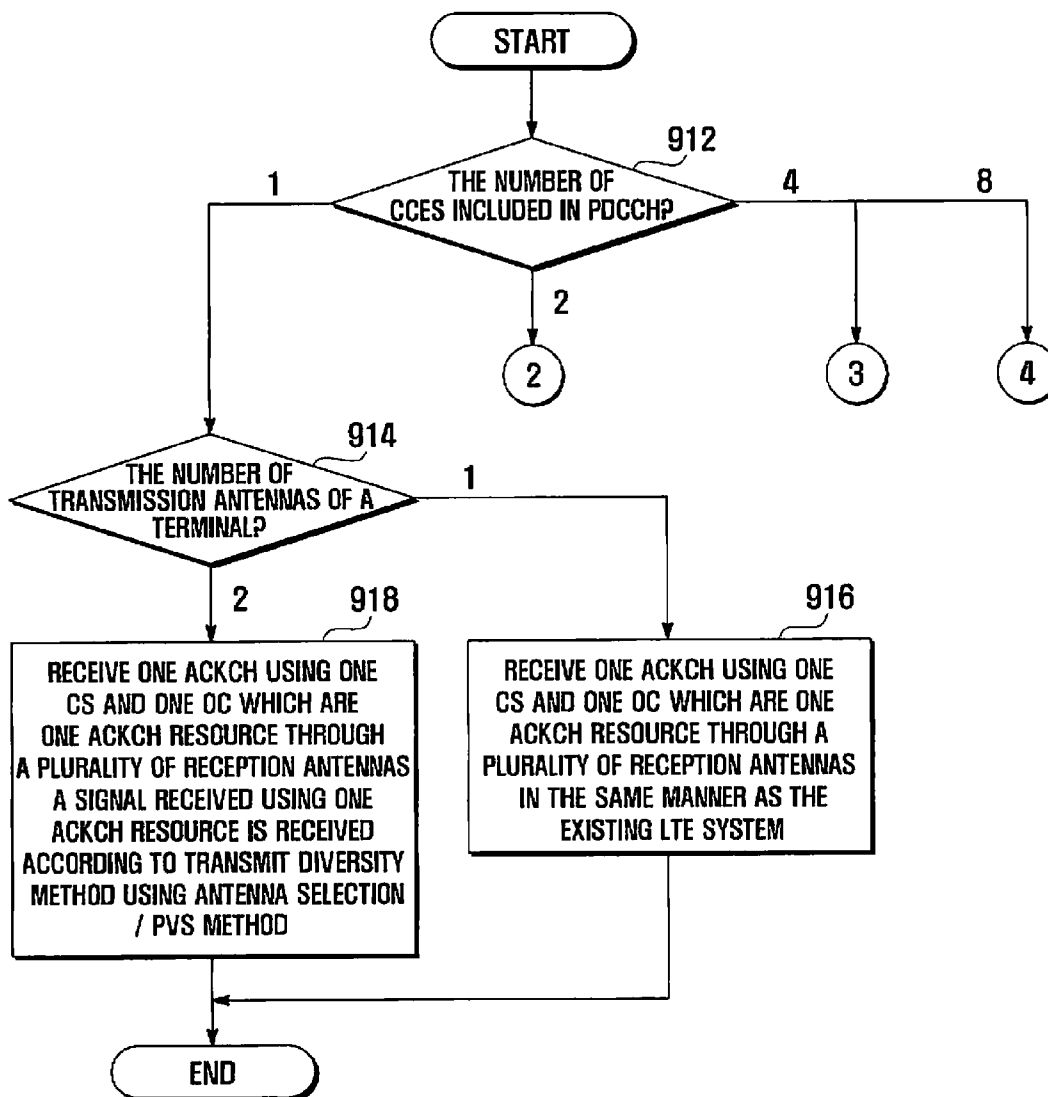 START
912
1
THE NUMBER OF
CCES INCLUDED IN PDCCH?
4
8
2
2
3
4
914
THE NUMBER OF
TRANSMISSION ANTENNAS OF A
TERMINAL?
1
2
918
RECEIVE ONE ACKCH USING ONE
CS AND ONE OC WHICH ARE
ONE ACKCH RESOURCE THROUGH
A PLURALITY OF RECEPTION ANTENNAS
A SIGNAL RECEIVED USING ONE
ACKCH RESOURCE IS RECEIVED
ACCORDING TO TRANSMIT DIVERSITY
METHOD USING ANTENNA SELECTION
/ PVS METHOD
916
RECEIVE ONE ACKCH USING ONE
CS AND ONE OC WHICH ARE ONE
ACKCH RESOURCE THROUGH A
PLURALITY OF RECEPTION ANTENNAS
IN THE SAME MANNER AS THE
EXISTING LTE SYSTEM
END